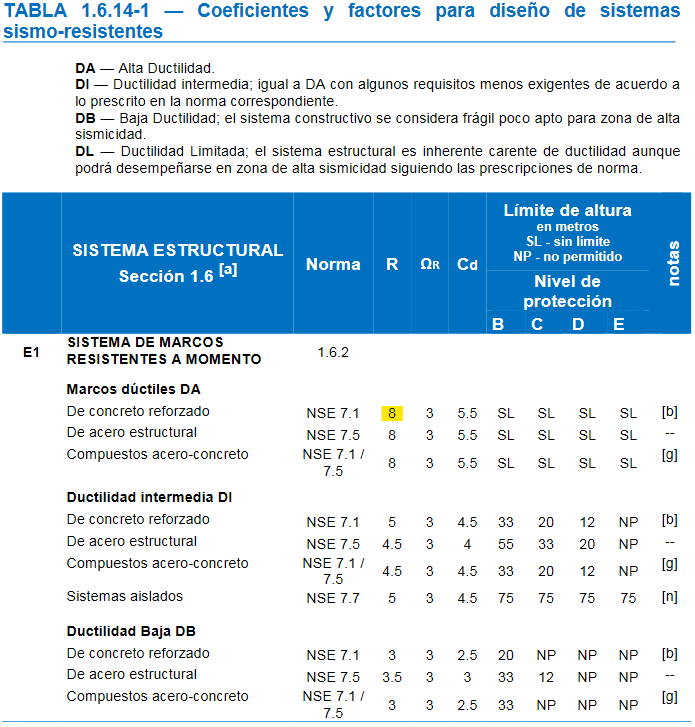 TABLA 1.6.14-1 — Coeficientes y factores para diseño de sistemas
sismo-resistentes
DA — Alta Ductilidad.
DI — Ductilidad intermedia; igual a DA con algunos requisitos menos exigentes de acuerdo a
lo prescrito en la norma correspondiente.
DB — Baja Ductilidad; el sistema constructivo se considera frágil poco apto para zona de alta
sismicidad.
DL — Ductilidad Limitada; el sistema estructural es inherente carente de ductilidad aunque
podrá desempeñarse en zona de alta sismicidad siguiendo las prescripciones de norma.
SISTEMA ESTRUCTURAL
Sección 1.6 [a]
Norma
R
ΩR
Cd
Límite de altura
en metros
SL - sin límite
NP - no permitido
Nivel de
protección
B C D E
notas
E1 SISTEMA DE MARCOS
RESISTENTES A MOMENTO 1.6.2
Marcos dúctiles DA
De concreto reforzado NSE 7.1 8 3 5.5 SL SL SL SL [b]
De acero estructural NSE 7.5 8 3 5.5 SL SL SL SL --
Compuestos acero-concreto NSE 7.1 /
7.5 8 3 5.5 SL SL SL SL [g]
Ductilidad intermedia DI
De concreto reforzado NSE 7.1 5 3 4.5 33 20 12 NP [b]
De acero estructural NSE 7.5 4.5 3 4 55 33 20 NP --
Compuestos acero-concreto NSE 7.1 /
7.5 4.5 3 4.5 33 20 12 NP [g]
Sistemas aislados NSE 7.7 5 3 4.5 75 75 75 75 [n]
Ductilidad Baja DB
De concreto reforzado NSE 7.1 3 3 2.5 20 NP NP NP [b]
De acero estructural NSE 7.5 3.5 3 3 33 12 NP NP --
Compuestos acero-concreto NSE 7.1 /
7.5 3 3 2.5 33 NP NP NP [g]